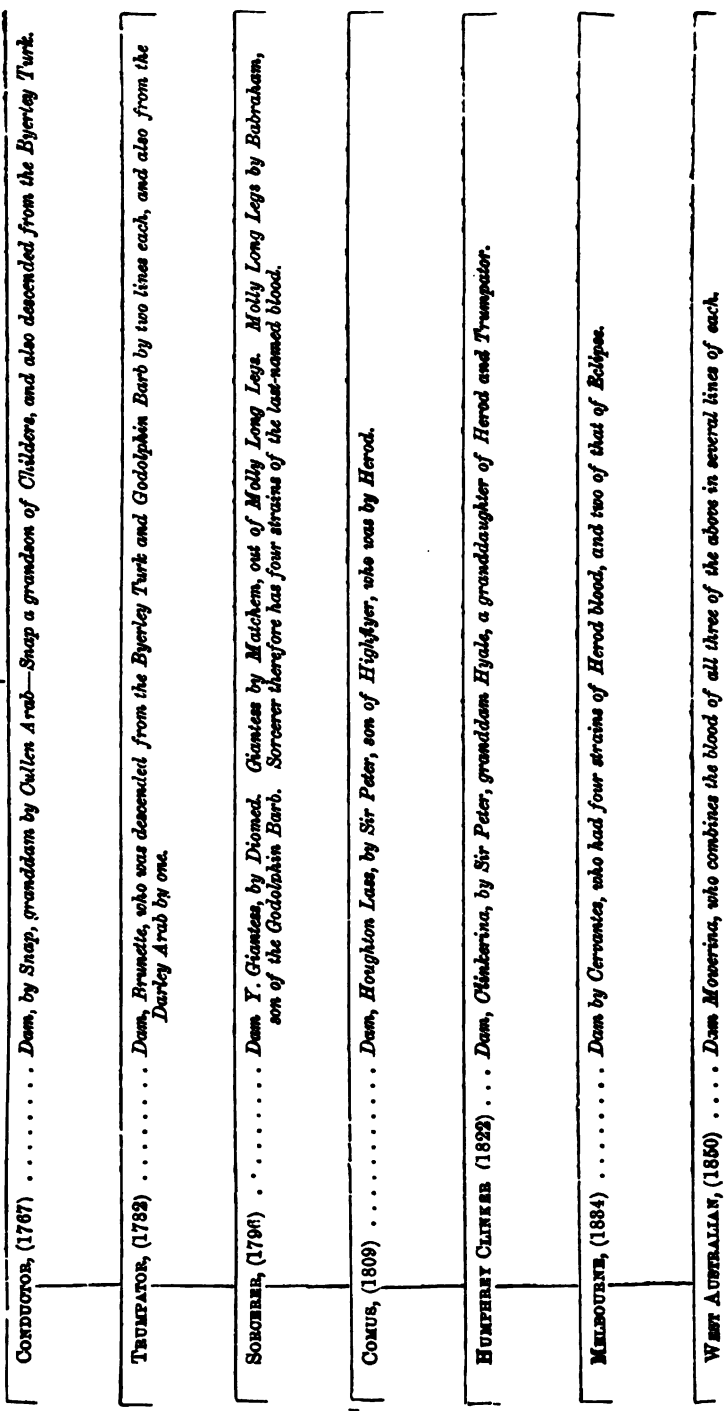 CONDUCTOR, (1767) ........ Dam, by Snap, granddam by Cullen Arab—Snap a grandson of Childers, and also descended from the Byerley Turk.
TRUMPATOR, (1782) ........ Dam, Brunette, who was descended from the Byerley Turk and Godolphin Barb by two lines each, and also from the
Darley Arab by one.
SORCERER, (1796) ......... Dam Y. Giantess, by Diomed. Giantess by Matchem, out of Molly Long Legs. Molly Long Legs by Babraham,
son of the Godolphin Barb. Sorcerer therefore has four strains of the last-named blood.
COMUS, (1809) ........... Dam, Houghton Lass, by Sir Peter, son of Highflyer, who was by Herod.
HUMPHREY CLINKER (1822) ... Dam, Clinkerina, by Sir Peter, granddam Hyale, a granddaughter of Herod and Trumpator.
MELBOURNE, (1834) ......... Dam by Cervantes, who had four strains of Herod blood, and two of that of Eclipse.
WEST AUSTRALIAN, (1850) .... Dam Mowerina, who combines the blood of all three of the above in several lines of each.